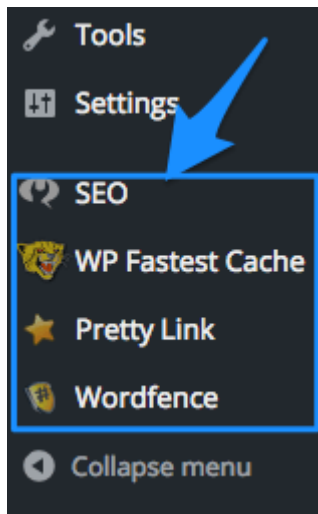 Tools
Settings
SEO
WP Fastest Cache
Pretty Link
Wordfence
Collapse menu